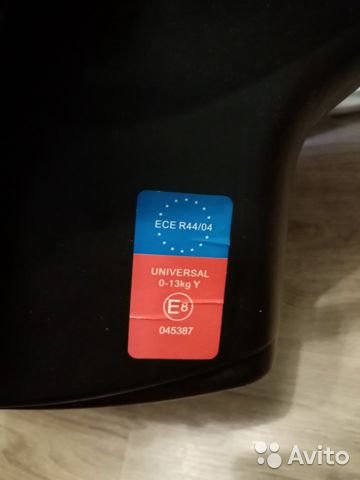 ECE R44/04
UNIVERSAL
0-13kg Y
E8
045387
Avito